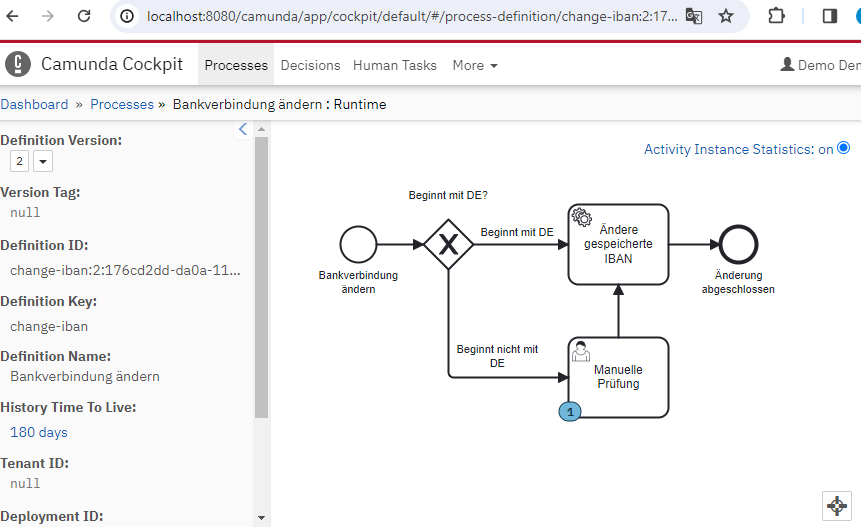 localhost:8080/camunda/app/cockpit/default/#/process-definition/change-iban:2:17...
Camunda Cockpit
Processes
Decisions
Human Tasks
More
Demo Den
Dashboard » Processes » Bankverbindung ändern : Runtime
Definition Version:
2
Version Tag:
null
Definition ID:
change-iban:2:176cd2dd-da0a-11...
Definition Key:
change-iban
Definition Name:
Bankverbindung ändern
History Time To Live:
180 days
Tenant ID:
null
Deployment ID:
Activity Instance Statistics: on
Beginnt mit DE?
Bankverbindung
ändern
Beginnt mit DE
Ändere
gespeicherte
IBAN
Änderung
abgeschlossen
Beginnt nicht mit
DE
Manuelle
Prüfung
1